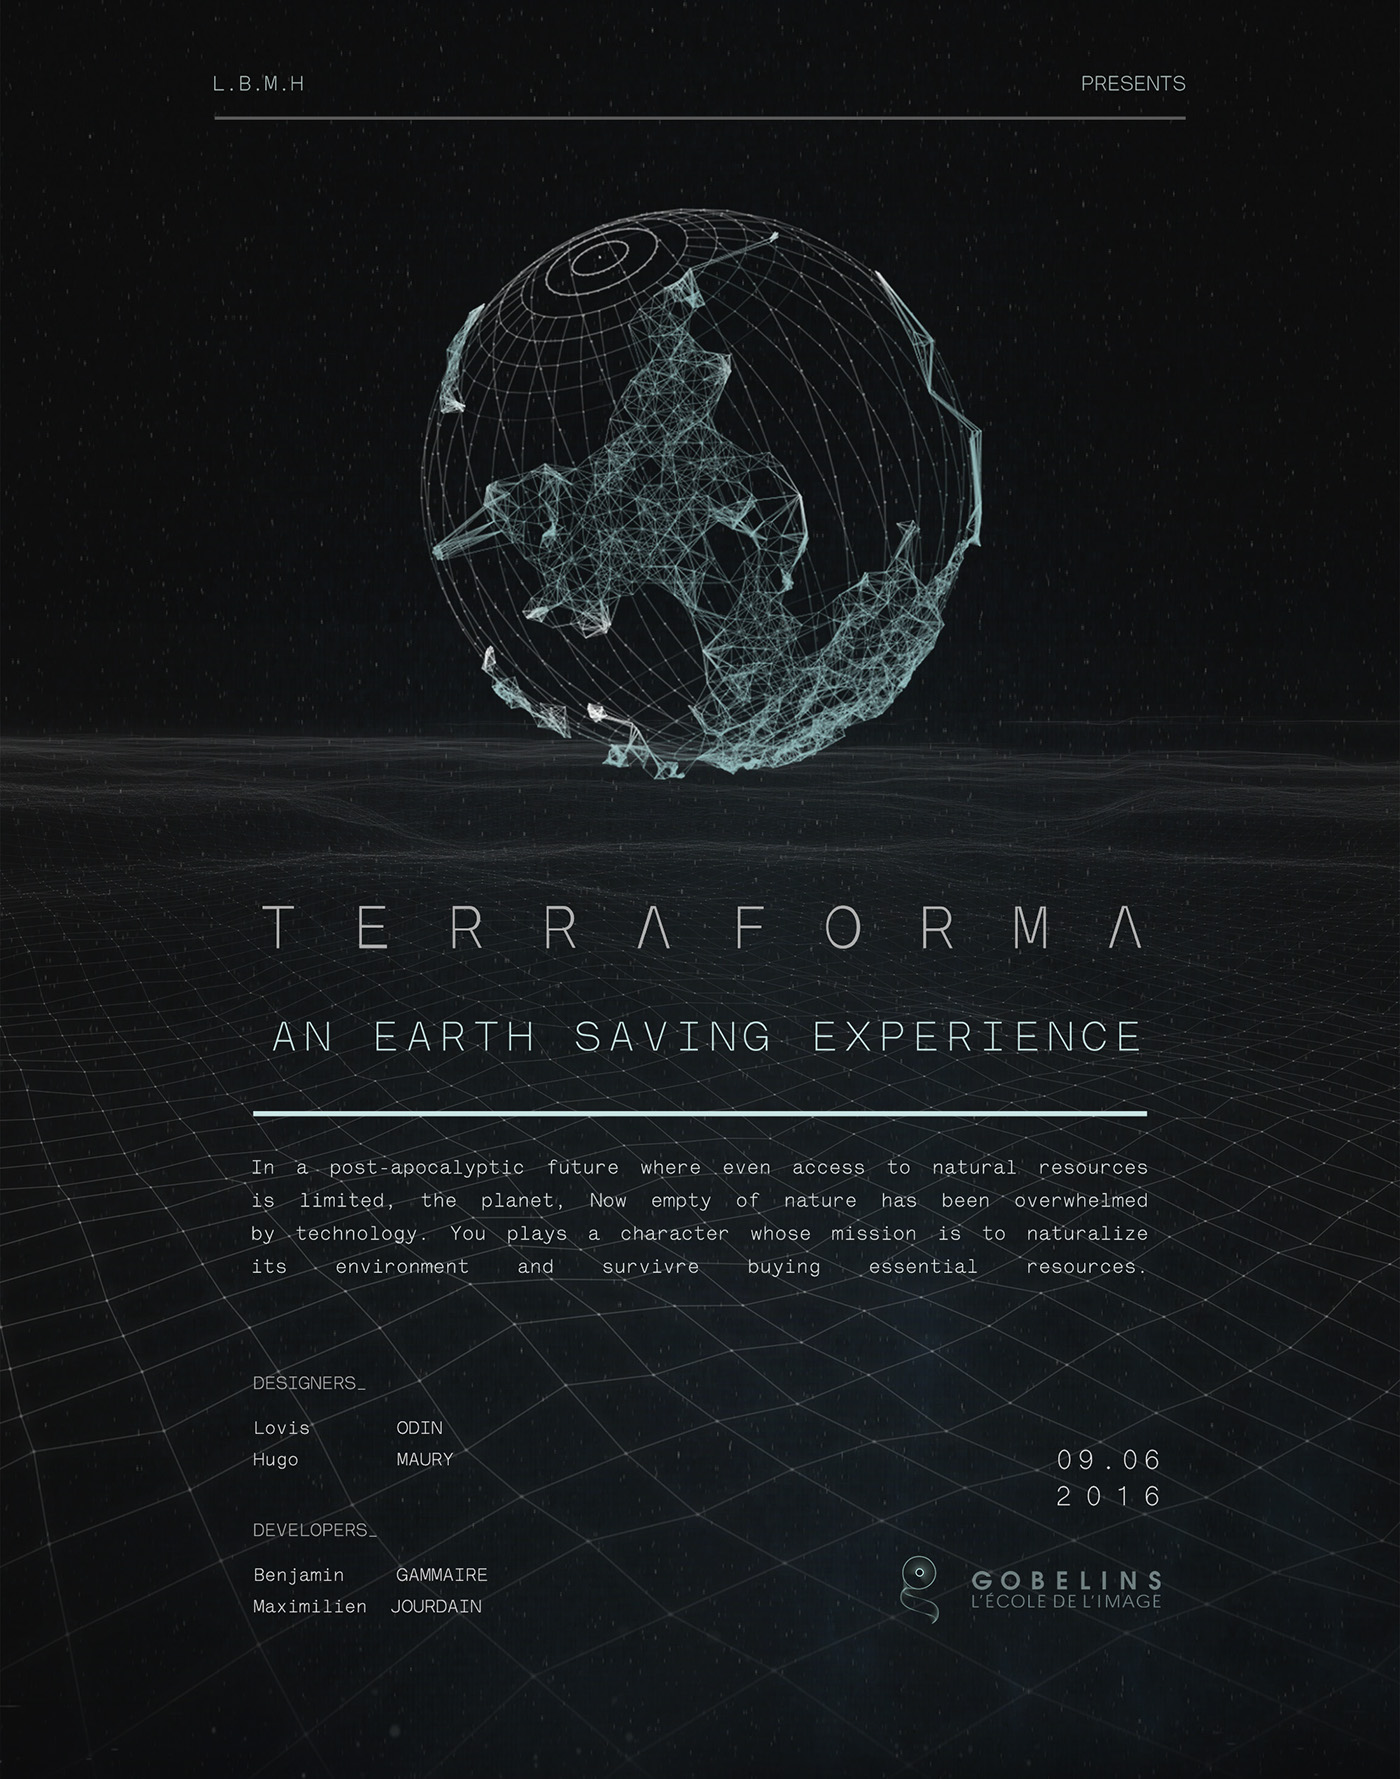 L.B.M.H PRESENTS
TERRAFORMA
AN EARTH SAVING EXPERIENCE
In a post-apocalyptic future where even access to natural resources
is limited, the planet, Now empty of nature has been overwhelmed
by technology. You plays a character whose mission is to naturalize
its environment and survivre buying essential resources.
DESIGNERS_
Lovis ODIN
Hugo MAURY
DEVELOPERS_
Benjamin GAMMAIRE
Maximilien JOURDAIN
09.06
2016
GOBELINS
L'ÉCOLE DE L'IMAGE